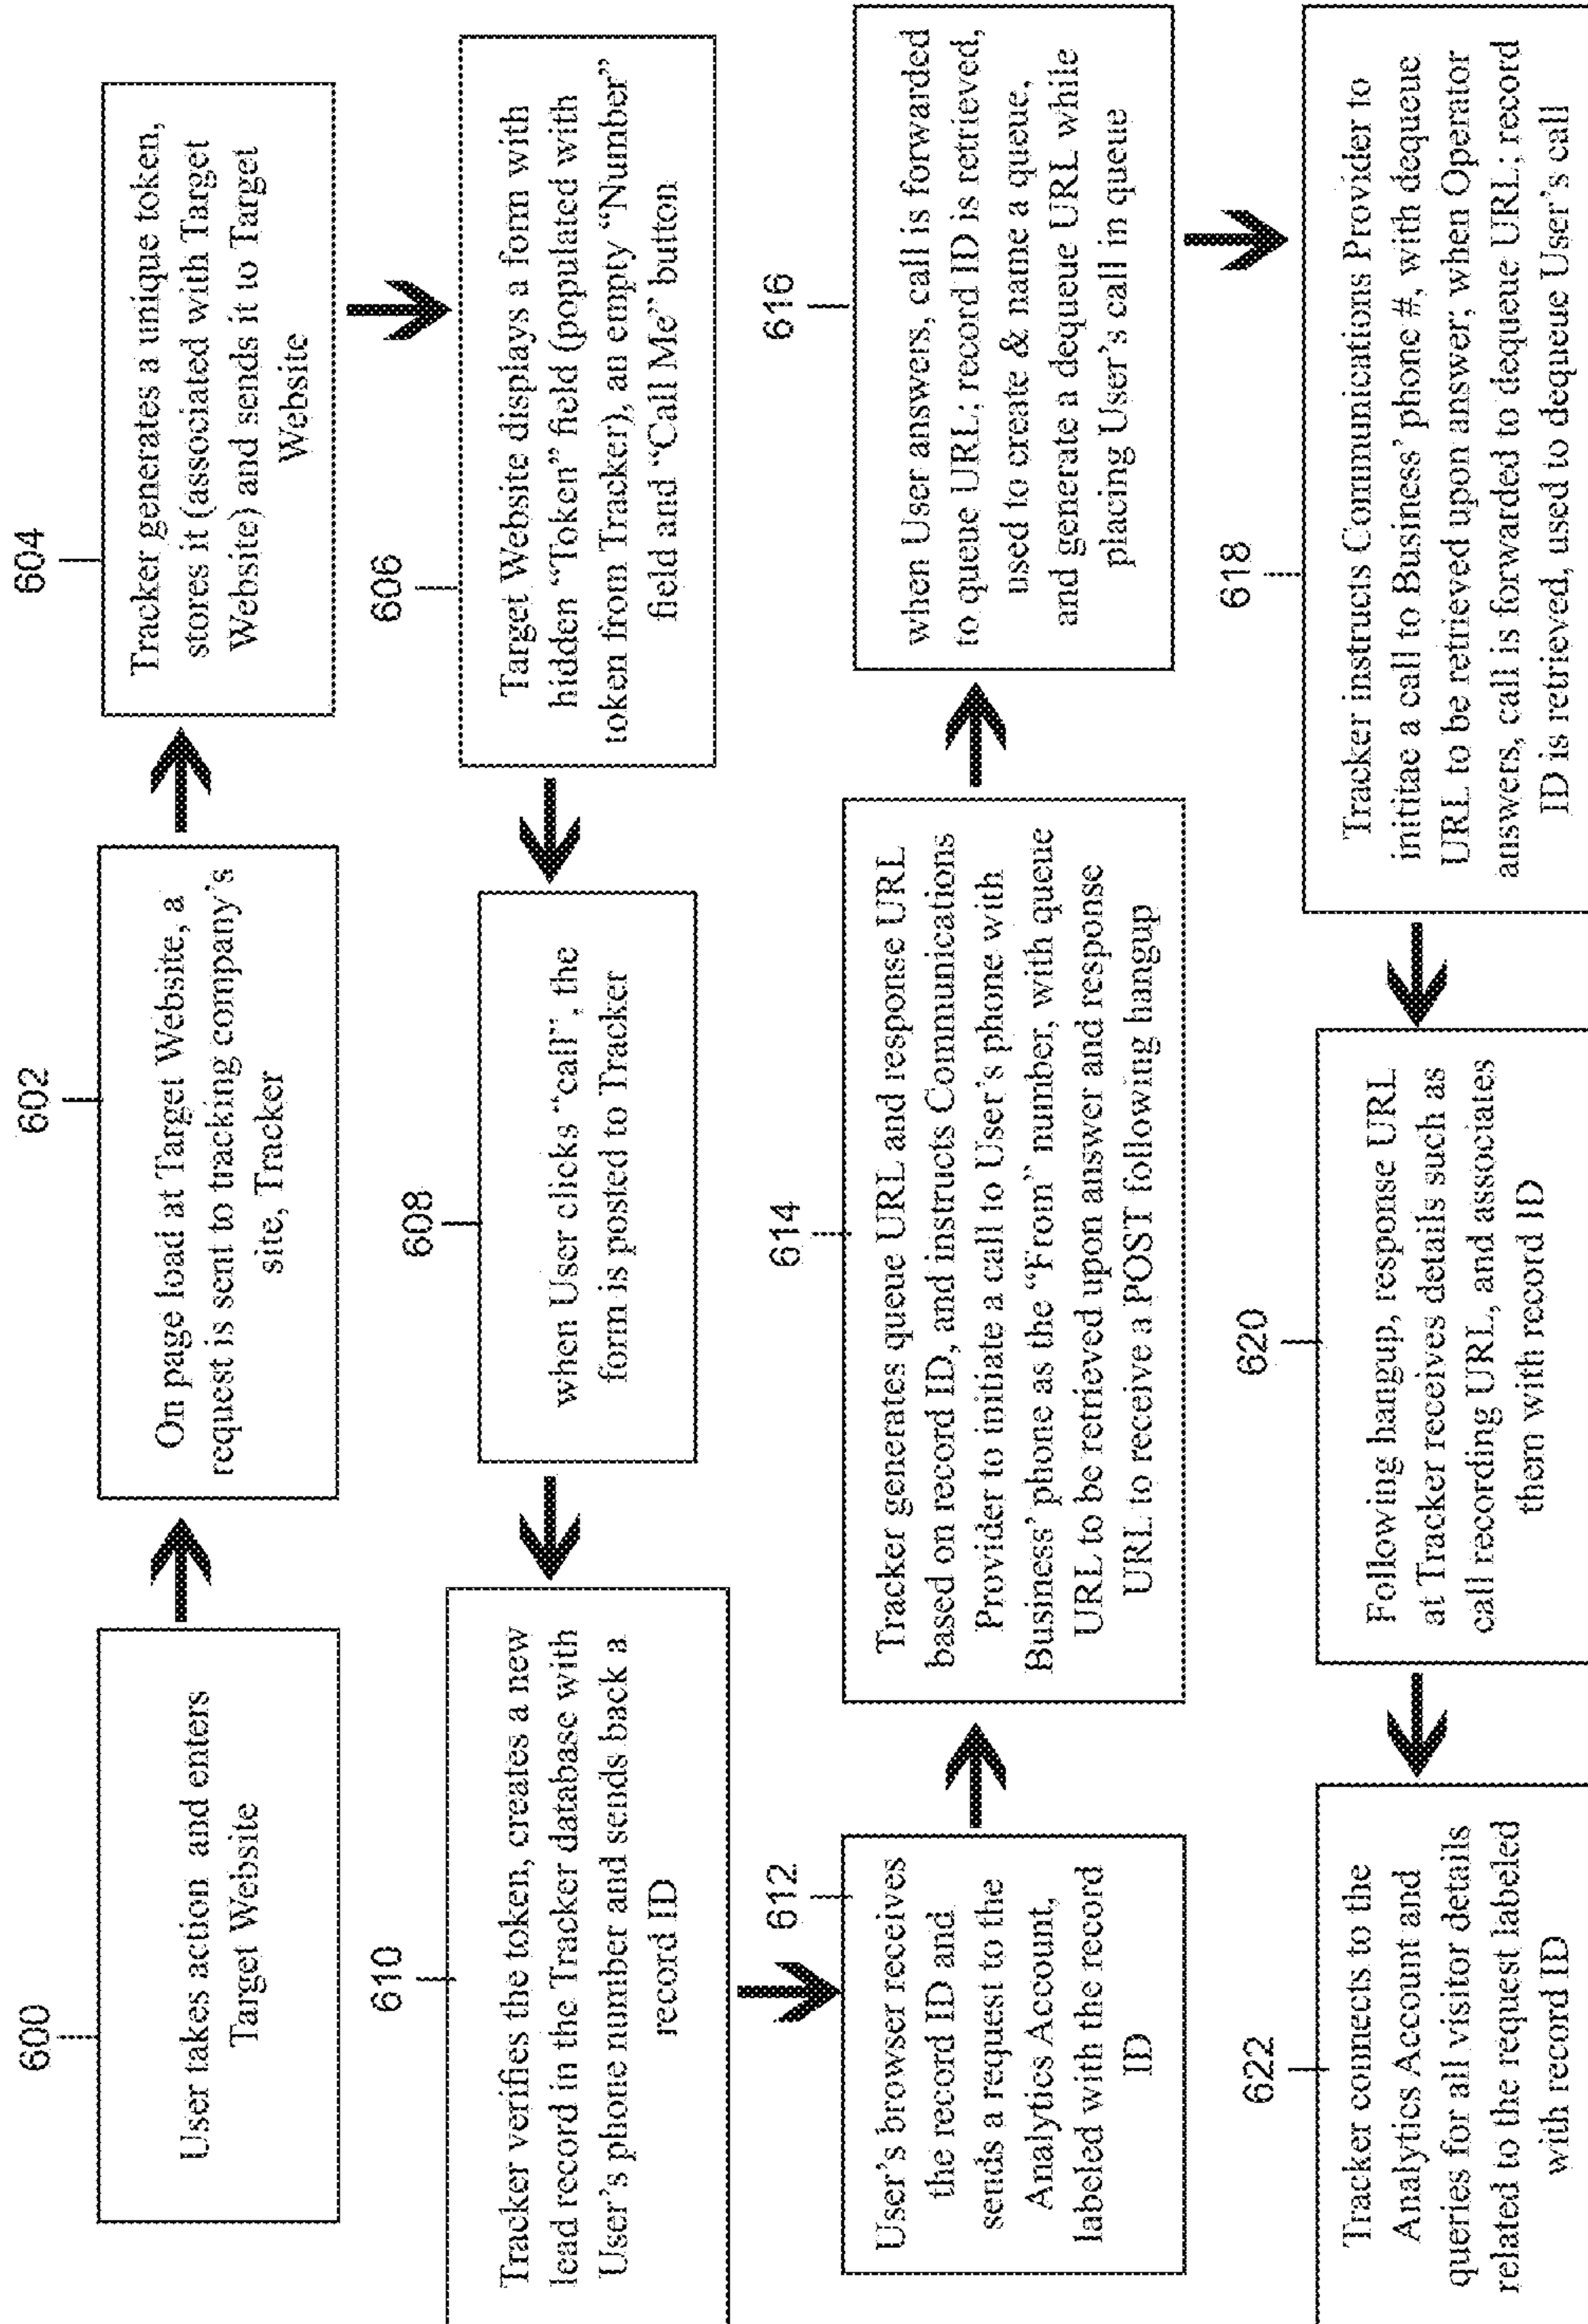 600
User takes action and enters
Target Website
602
On page load at Target Website, a
request is sent to tracking company's
site, Tracker
604
Tracker generates a unique token,
stores it (associated with Target
Website) and sends it to Target
Website
606
Target Website displays a form with
hidden "Token" field (populated with
token from Tracker), an empty "Number"
field and "Call Me" button
608
when User clicks "call", the
form is posted to Tracker
610
Tracker verifies the token, creates a new
lead record in the Tracker database with
User's phone number and sends back a
record ID
612
User's browser receives
the record ID and
sends a request to the
Analytics Account,
labeled with the record
ID
614
Tracker generates queue URL and response URL
based on record ID, and instructs Communications
Provider to initiate a call to User's phone with
Business' phone as the "From" number, with queue
URL to be retrieved upon answer and response
URL to receive a POST following hangup
616
when User answers, call is forwarded
to queue URL; record ID is retrieved,
used to create & name a queue,
and generate a dequeue URL while
placing User's call in queue
618
Tracker instructs Communications Provider to
inititae a call to Business' phone #, with dequeue
URL to be retrieved upon answer; when Operator
answers, call is forwarded to dequeue URL; record
ID is retrieved, used to dequeue User's call
620
Following hangup, response URL
at Tracker receives details such as
call recording URL, and associates
them with record ID
622
Tracker connects to the
Analytics Account and
queries for all visitor details
related to the request labeled
with record ID